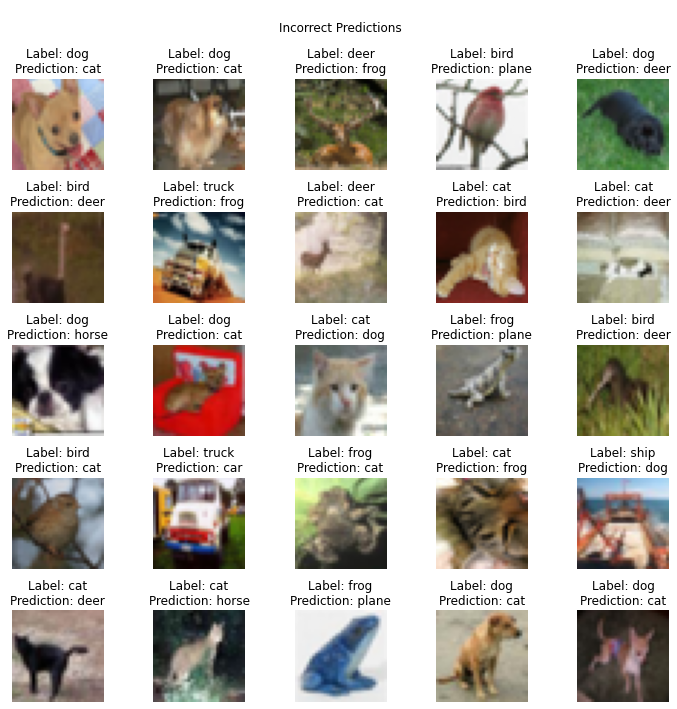 Incorrect Predictions
Label: dog
Prediction: cat
Label: dog
Prediction: cat
Label: deer
Prediction: frog
Label: bird
Prediction: plane
Label: dog
Prediction: deer
Label: bird
Prediction: deer
Label: truck
Prediction: frog
Label: deer
Prediction: cat
Label: cat
Prediction: bird
Label: cat
Prediction: deer
Label: dog
Prediction: horse
Label: dog
Prediction: cat
Label: cat
Prediction: dog
Label: frog
Prediction: plane
Label: bird
Prediction: deer
Label: bird
Prediction: cat
Label: truck
Prediction: car
Label: frog
Prediction: cat
Label: cat
Prediction: frog
Label: ship
Prediction: dog
Label: cat
Prediction: deer
Label: cat
Prediction: horse
Label: frog
Prediction: plane
Label: dog
Prediction: cat
Label: dog
Prediction: cat